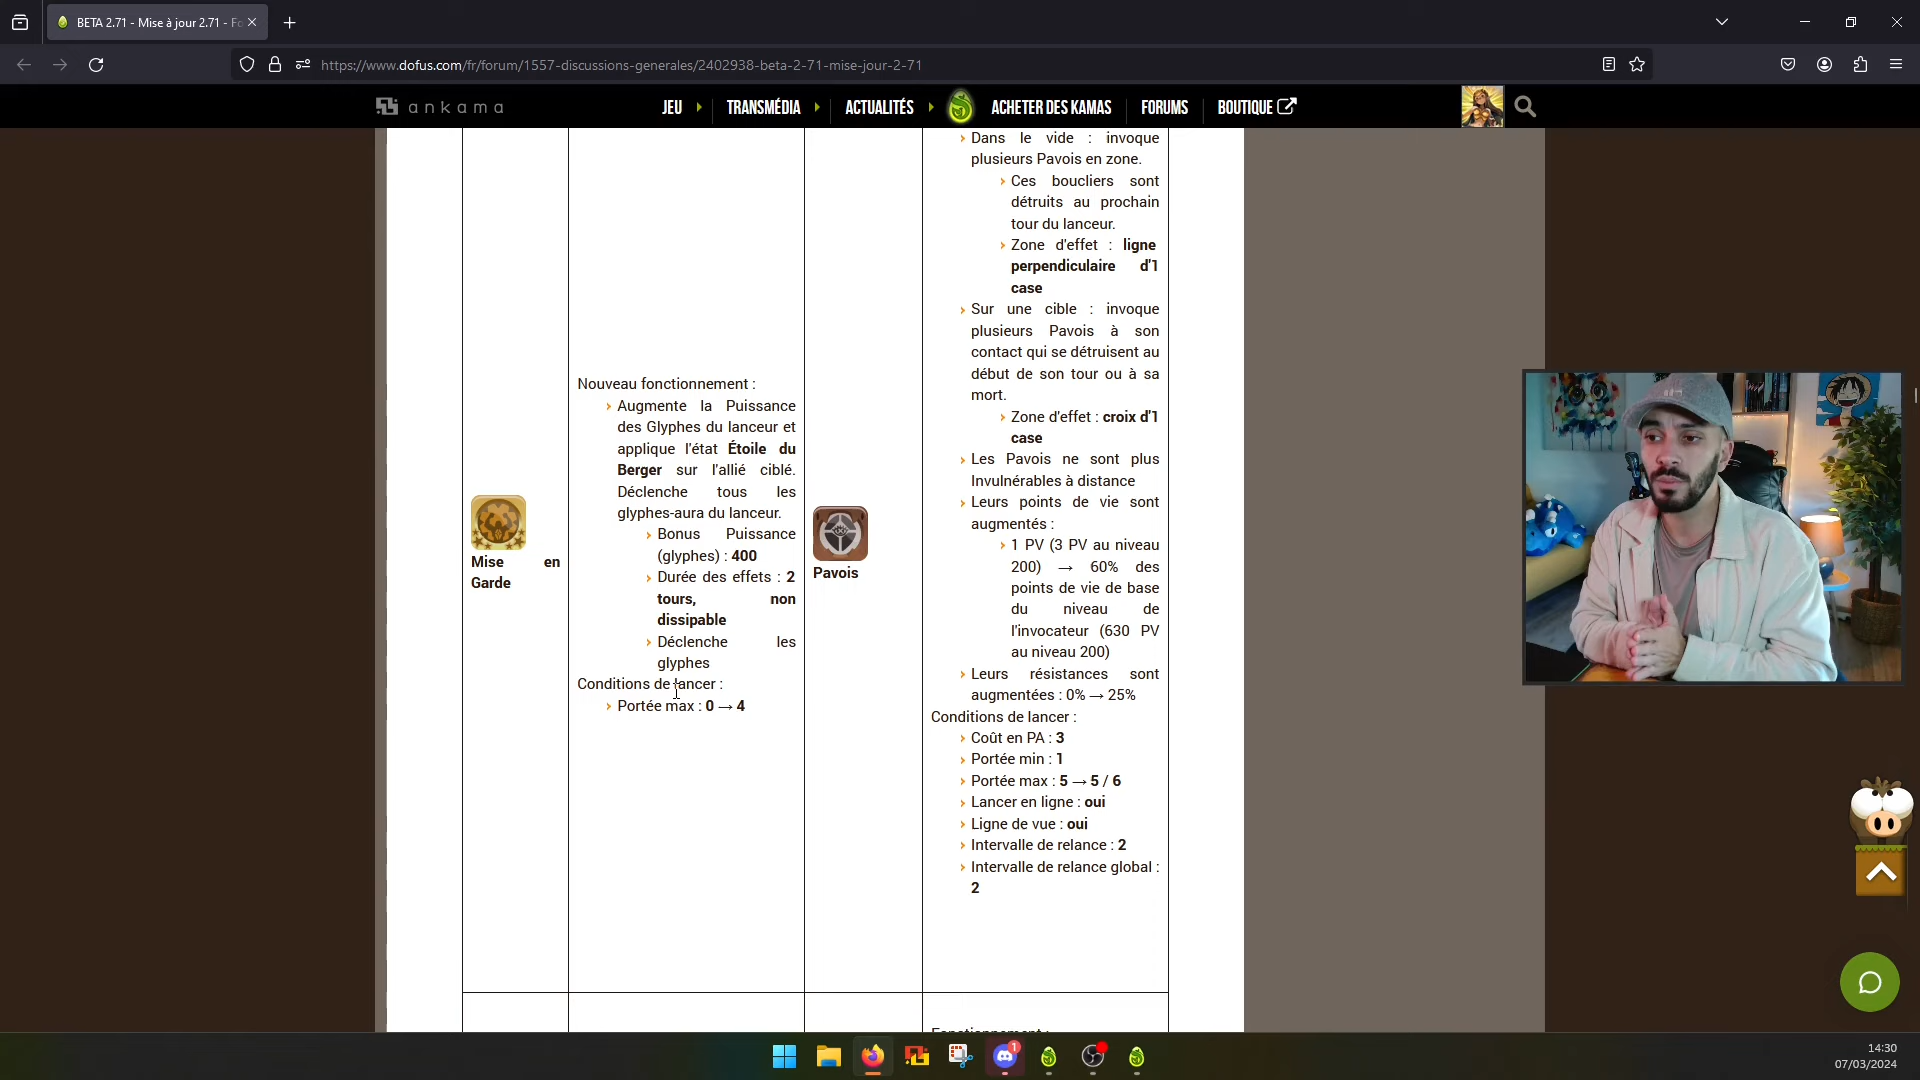 BETA 2.71 - Mise à jour 2.71 - Fo
https://www.dofus.com/fr/forum/1557-discussions-generales/2402938-beta-2-71-mise-jour-2-71
ankama
JEU
TRANSMÉDIA
ACTUALITÉS
ACHETER DES KAMAS
FORUMS
BOUTIQUE
Mise en
Garde
Nouveau fonctionnement :
Augmente la Puissance
des Glyphes du lanceur et
applique l'état Étoile du
Berger sur l'allié ciblé.
Déclenche tous les
glyphes-aura du lanceur.
Bonus Puissance
(glyphes) : 400
Durée des effets : 2
tours, non
dissipable
Déclenche les
glyphes
Conditions de lancer :
Portée max : 0 → 4
Pavois
Dans le vide : invoque
plusieurs Pavois en zone.
Ces boucliers sont
détruits au prochain
tour du lanceur.
Zone d'effet : ligne
perpendiculaire d'1
case
Sur une cible : invoque
plusieurs Pavois à son
contact qui se détruisent au
début de son tour ou à sa
mort.
Zone d'effet : croix d'1
case
Les Pavois ne sont plus
Invulnérables à distance
Leurs points de vie sont
augmentés :
1 PV (3 PV au niveau
200) → 60% des
points de vie de base
du niveau de
l'invocateur (630 PV
au niveau 200)
Leurs résistances sont
augmentées : 0% → 25%
Conditions de lancer :
Coût en PA : 3
Portée min : 1
Portée max : 5 → 5 / 6
Lancer en ligne : oui
Ligne de vue : oui
Intervalle de relance : 2
Intervalle de relance global :
2
1
14:30
07/03/2024